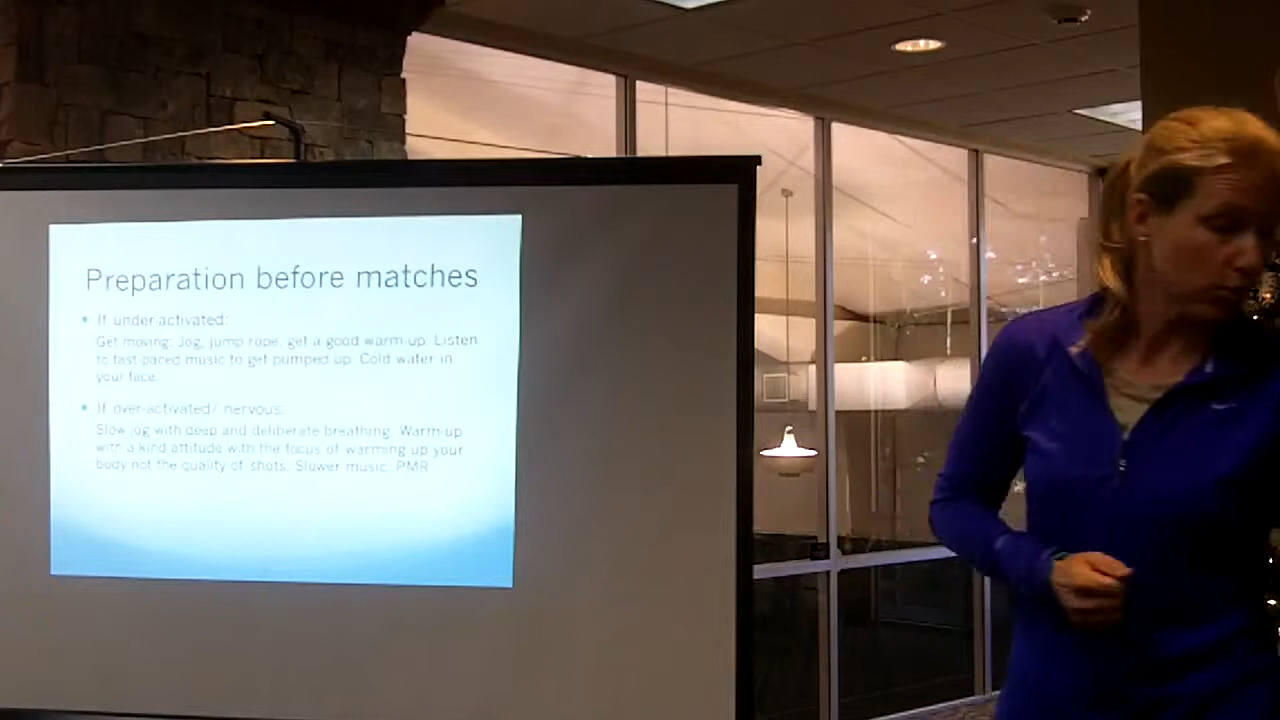 Preparation before matches
• If under-activated:
Get moving: Jog, jump rope, get a good warm-up. Listen
to fast-paced music to get pumped up. Cold water in
your face.
• If over-activated/ nervous:
Slow jog with deep and deliberate breathing. Warm-up
with a kind attitude with the focus of warming up your
body not the quality of shots. Slower music. PMR